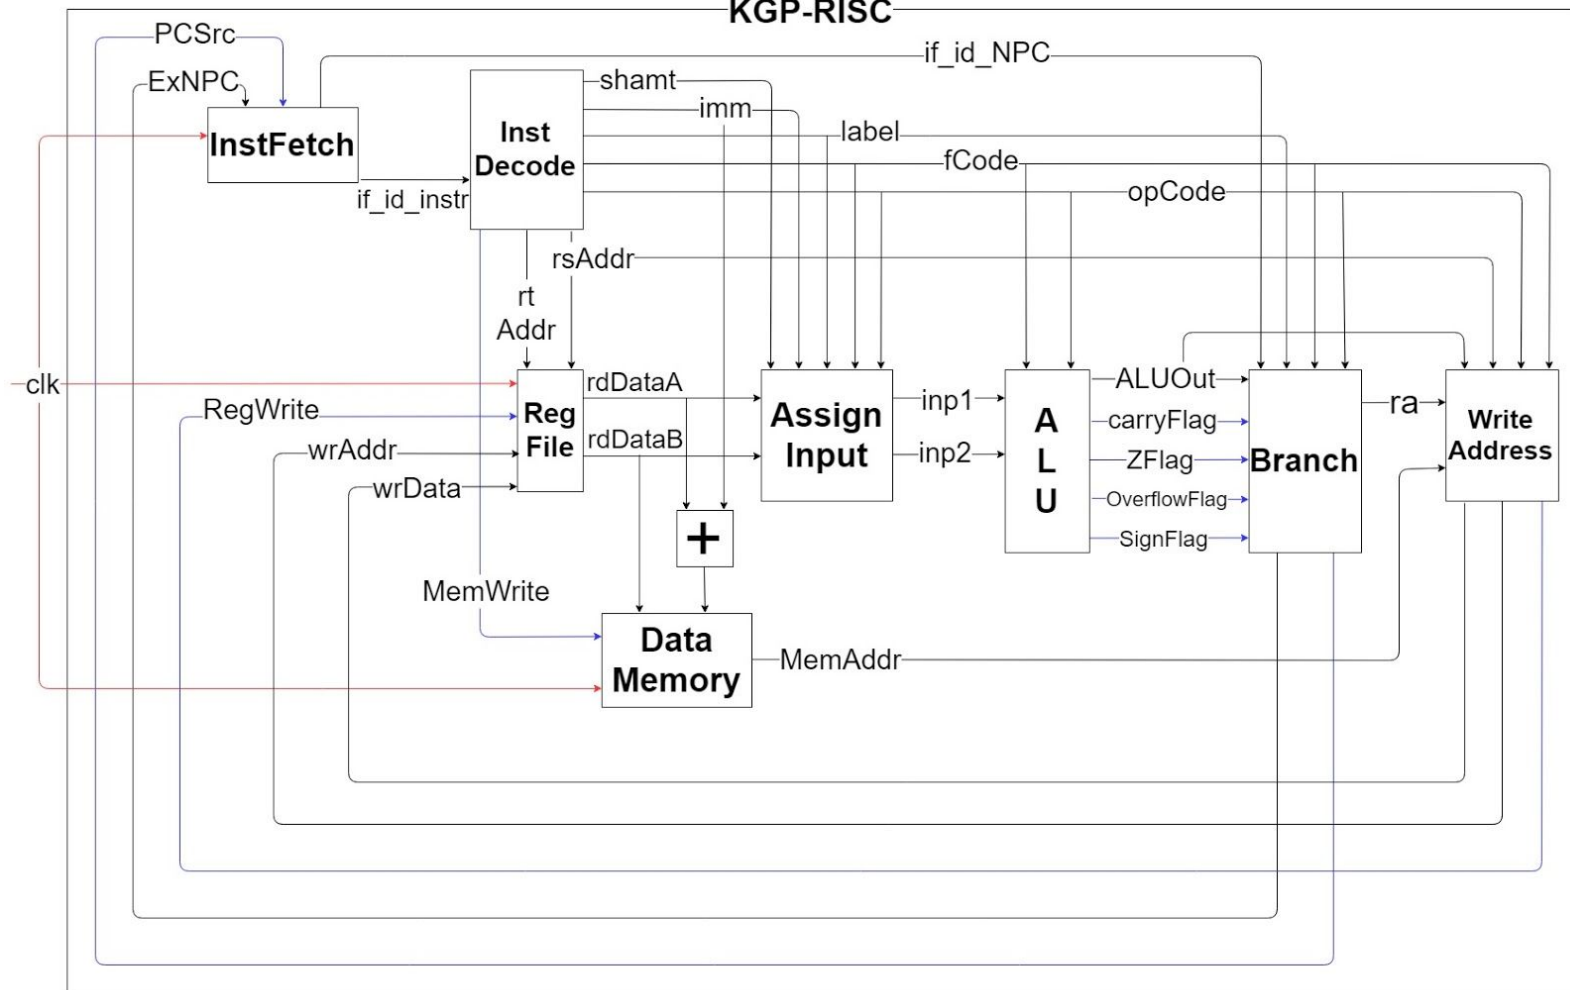 KGP-RISC
PCSrc
if_id_NPC
ExNPC
shamt
imm
InstFetch
Inst
Decode
label
fCode
if_id_instr
opCode
rsAddr
rt
Addr
clk
rdDataA
ALUOut
RegWrite
Reg
File
Assign
Input
inp1
A
L
U
carryFlag
ra
Write
Address
wrAddr
rdDataB
inp2
ZFlag
Branch
wrData
OverflowFlag
SignFlag
+
MemWrite
Data
Memory
MemAddr